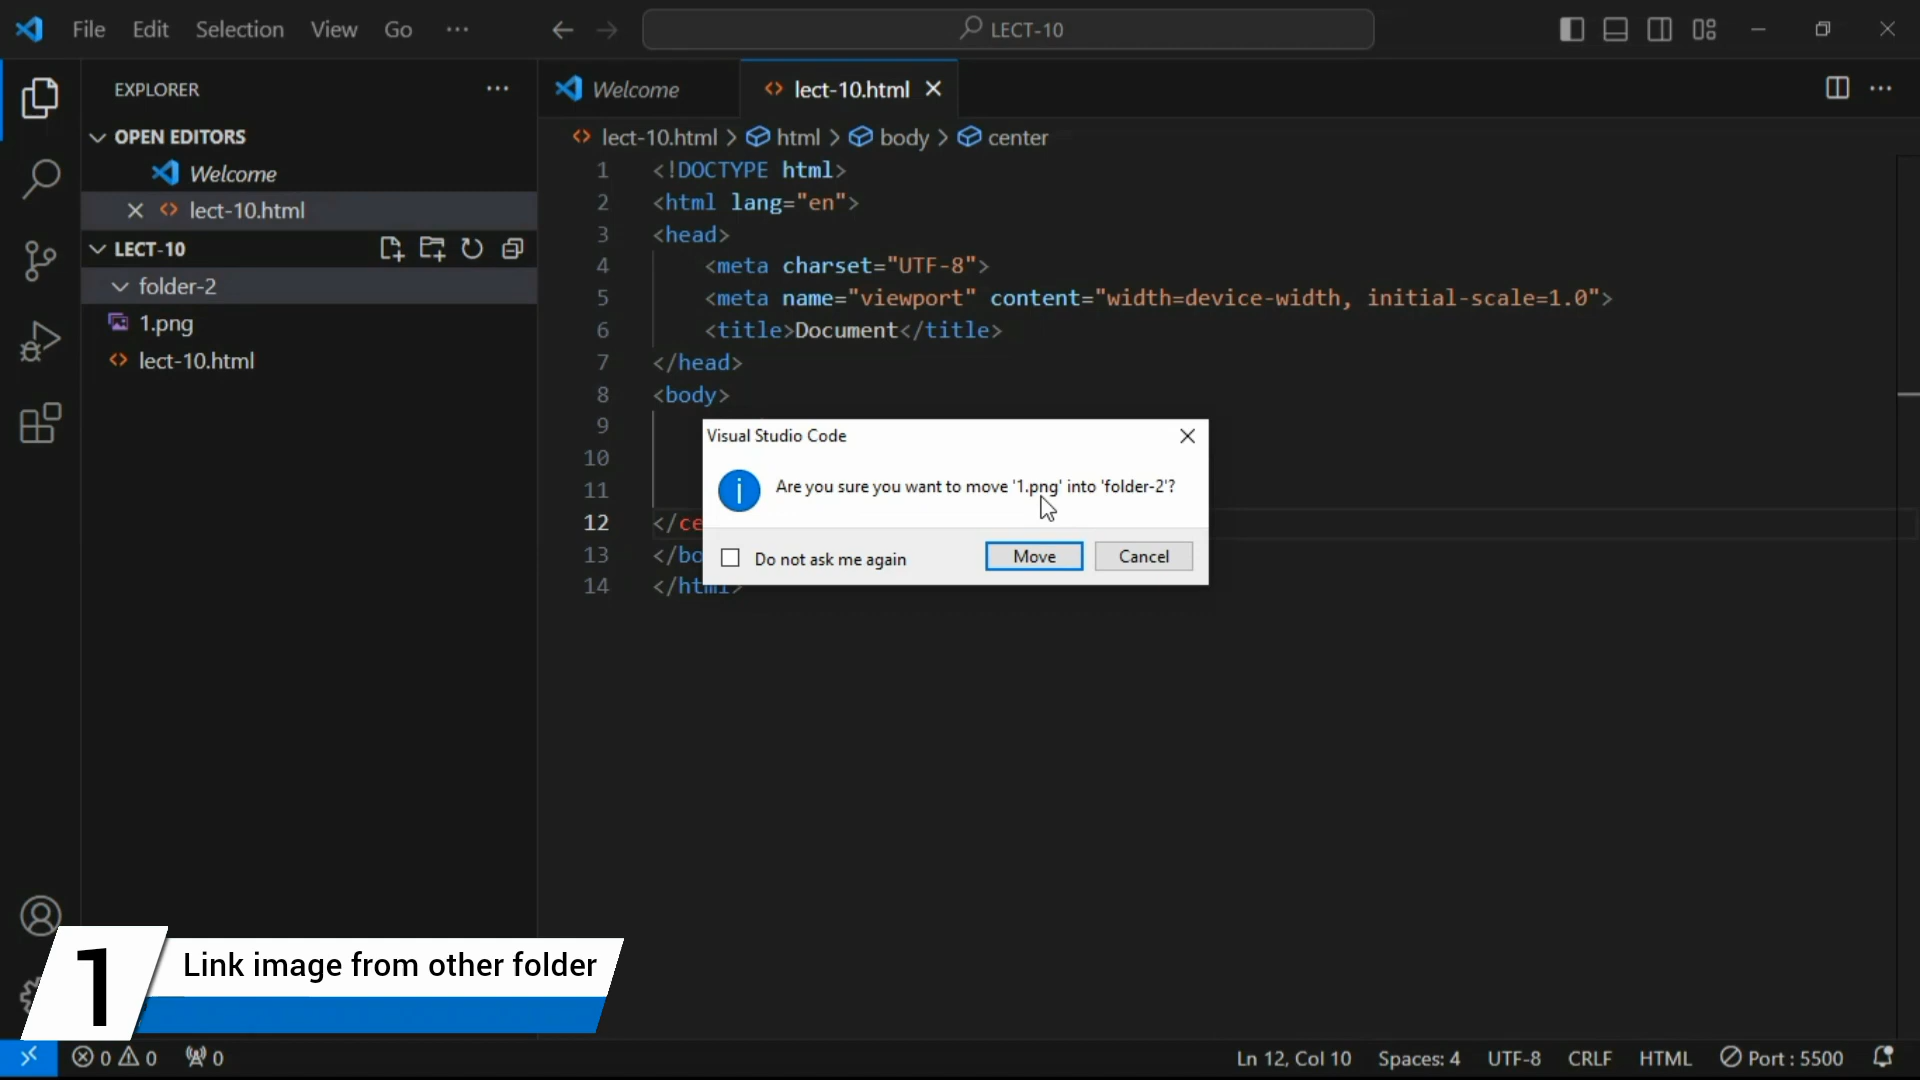 File Edit Selection View Go ...
LECT-10
EXPLORER
OPEN EDITORS
Welcome
lect-10.html
LECT-10
folder-2
1.png
lect-10.html
Welcome
lect-10.html
lect-10.html > html > body > center
1 <!DOCTYPE html>
2 <html lang="en">
3 <head>
4 <meta charset="UTF-8">
5 <meta name="viewport" content="width=device-width, initial-scale=1.0">
6 <title>Document</title>
7 </head>
8 <body>
9
10
11
12 </ce
13 </bo
14 </html>
Visual Studio Code
Are you sure you want to move '1.png' into 'folder-2'?
Do not ask me again
Move
Cancel
1
Link image from other folder
0 0 0
Ln 12, Col 10 Spaces: 4 UTF-8 CRLF HTML Port : 5500